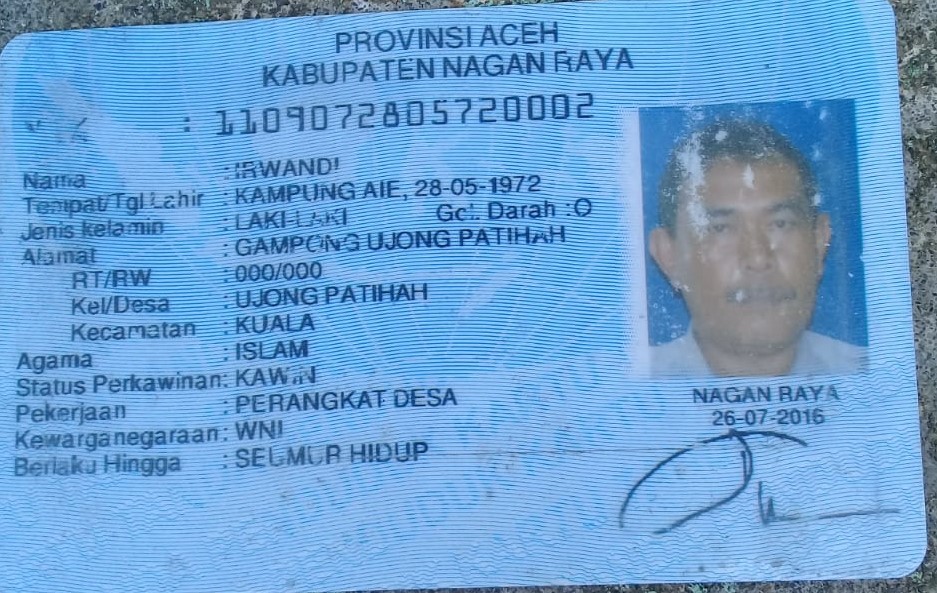 PROVINSI ACEH
KABUPATEN NAGAN RAYA
: 1109072805720002
Nama : IRWANDI
Tempat/Tgl Lahir : KAMPUNG AIE, 28-05-1972
Jenis kelamin : LAKI-LAKI Gol. Darah : O
Alamat : GAMPONG UJONG PATIHAH
RT/RW : 000/000
Kel/Desa : UJONG PATIHAH
Kecamatan : KUALA
Agama : ISLAM
Status Perkawinan: KAWIN
Pekerjaan : PERANGKAT DESA
Kewarganegaraan: WNI
Berlaku Hingga : SEUMUR HIDUP
NAGAN RAYA
26-07-2016